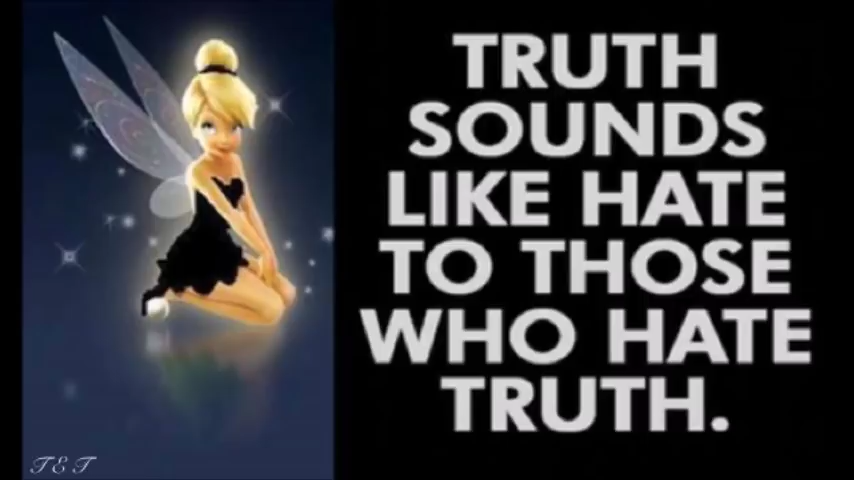 TRUTH
SOUNDS
LIKE HATE
TO THOSE
WHO HATE
TRUTH.
T&T